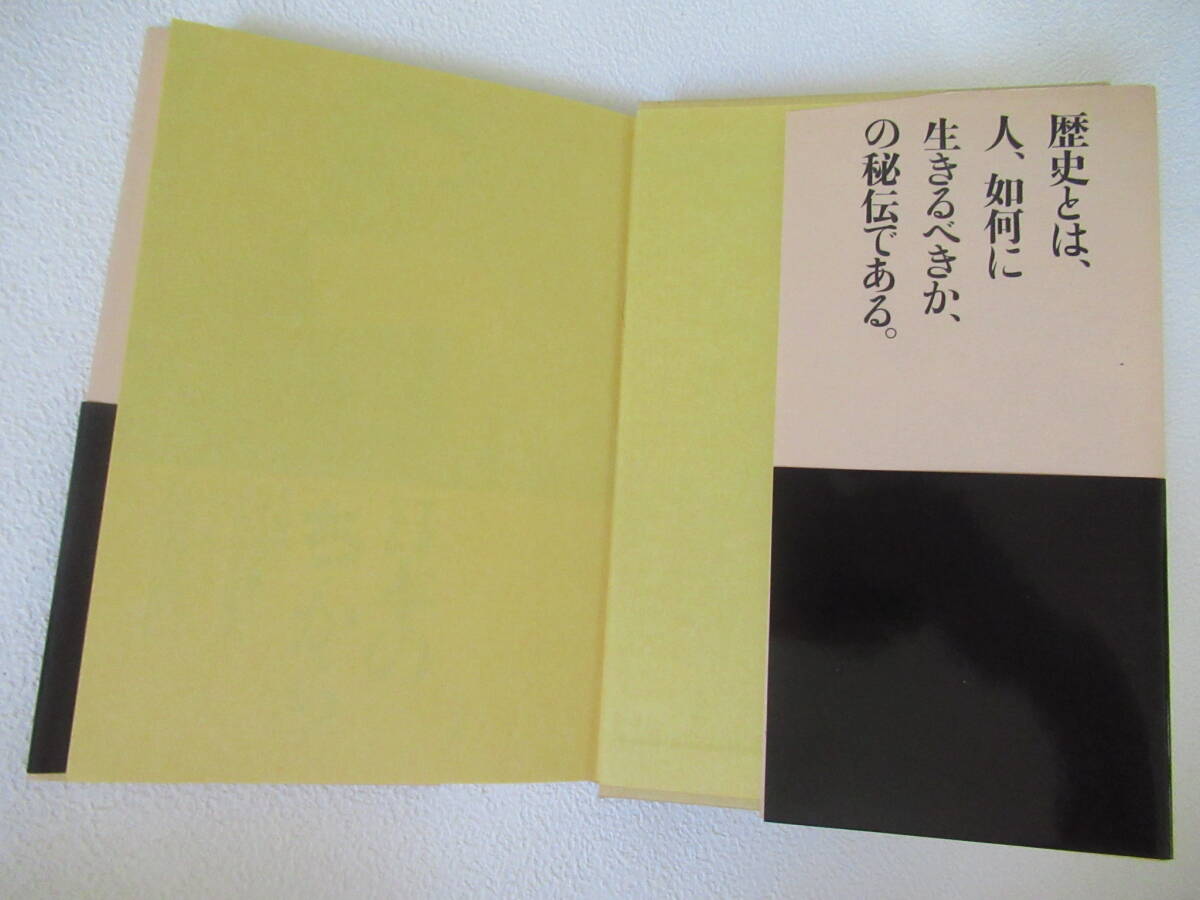 歴史とは、
人、如何に
生きるべきか、
の秘伝である。